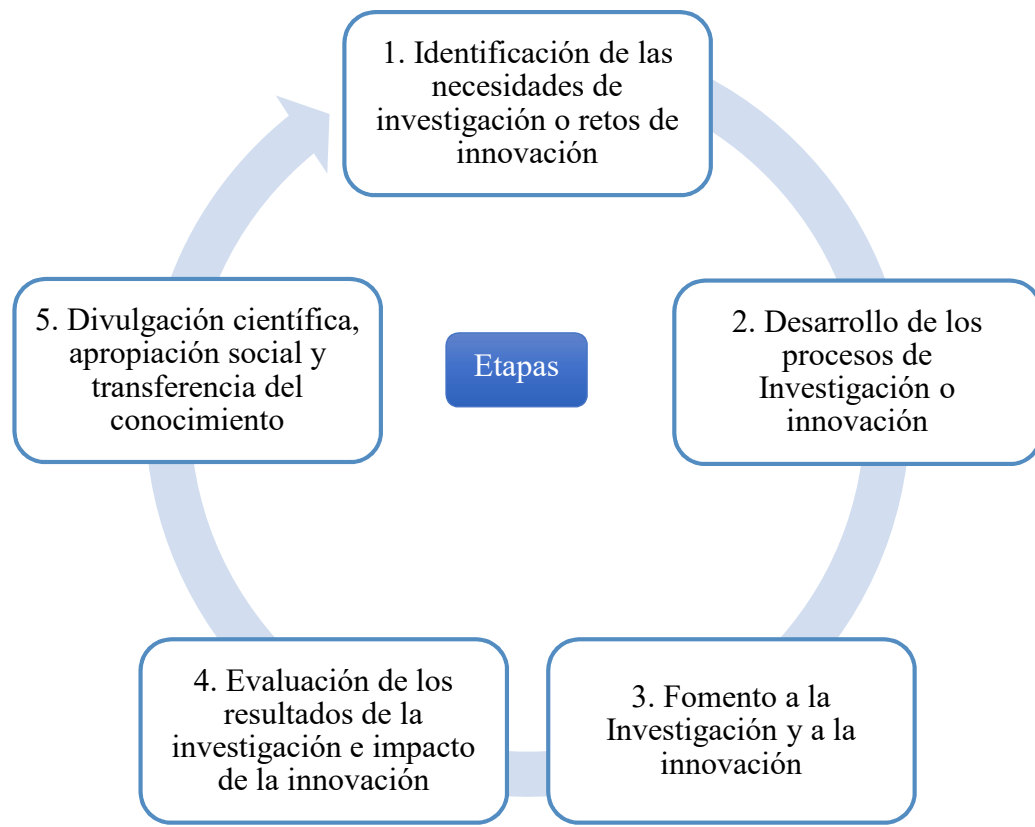 1. Identificación de las
necesidades de
investigación o retos de
innovación
2. Desarrollo de los
procesos de
Investigación o
innovación
3. Fomento a la
Investigación y a la
innovación
4. Evaluación de los
resultados de la
investigación e impacto
de la innovación
5. Divulgación científica,
apropiación social y
transferencia del
conocimiento
Etapas